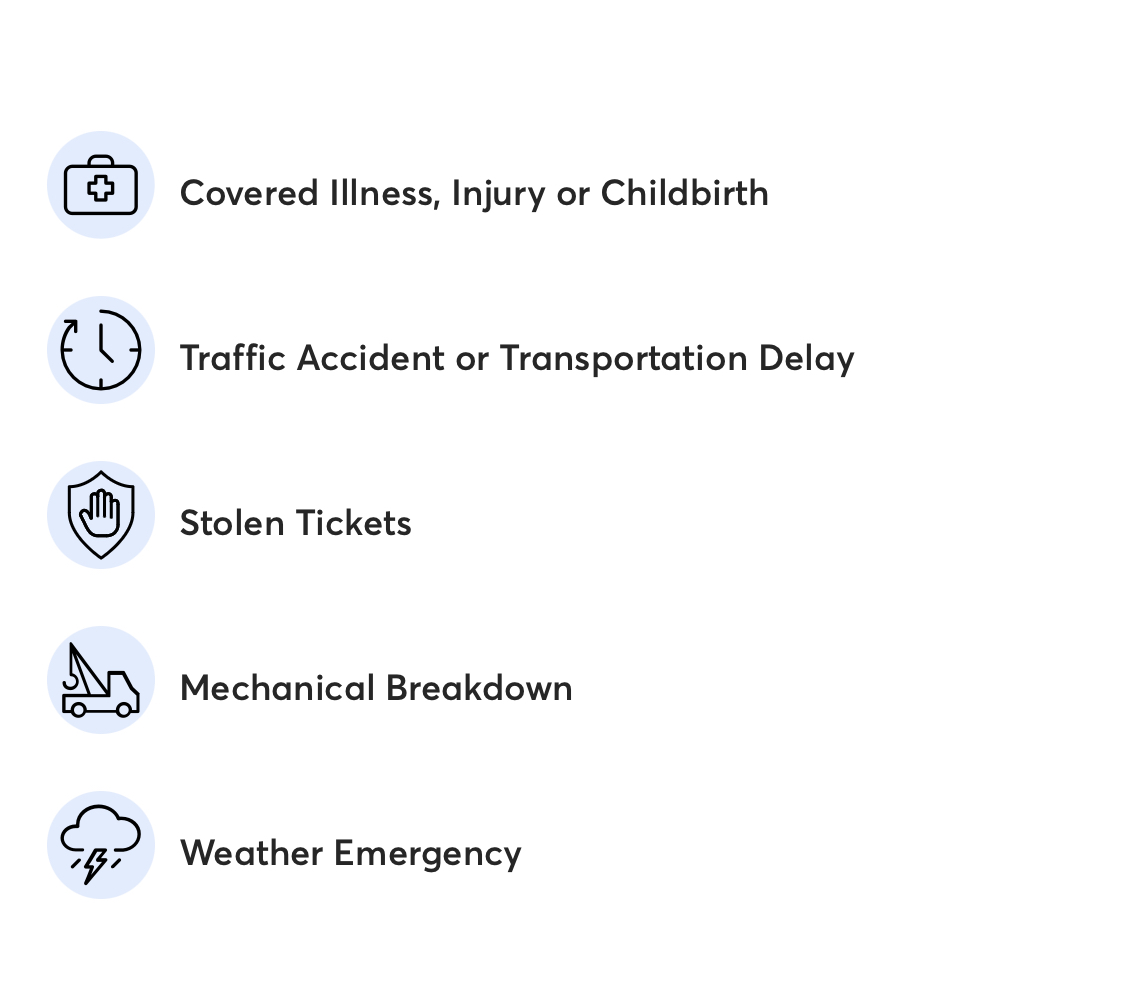 Covered Illness, Injury or Childbirth
Traffic Accident or Transportation Delay
Stolen Tickets
Mechanical Breakdown
Weather Emergency